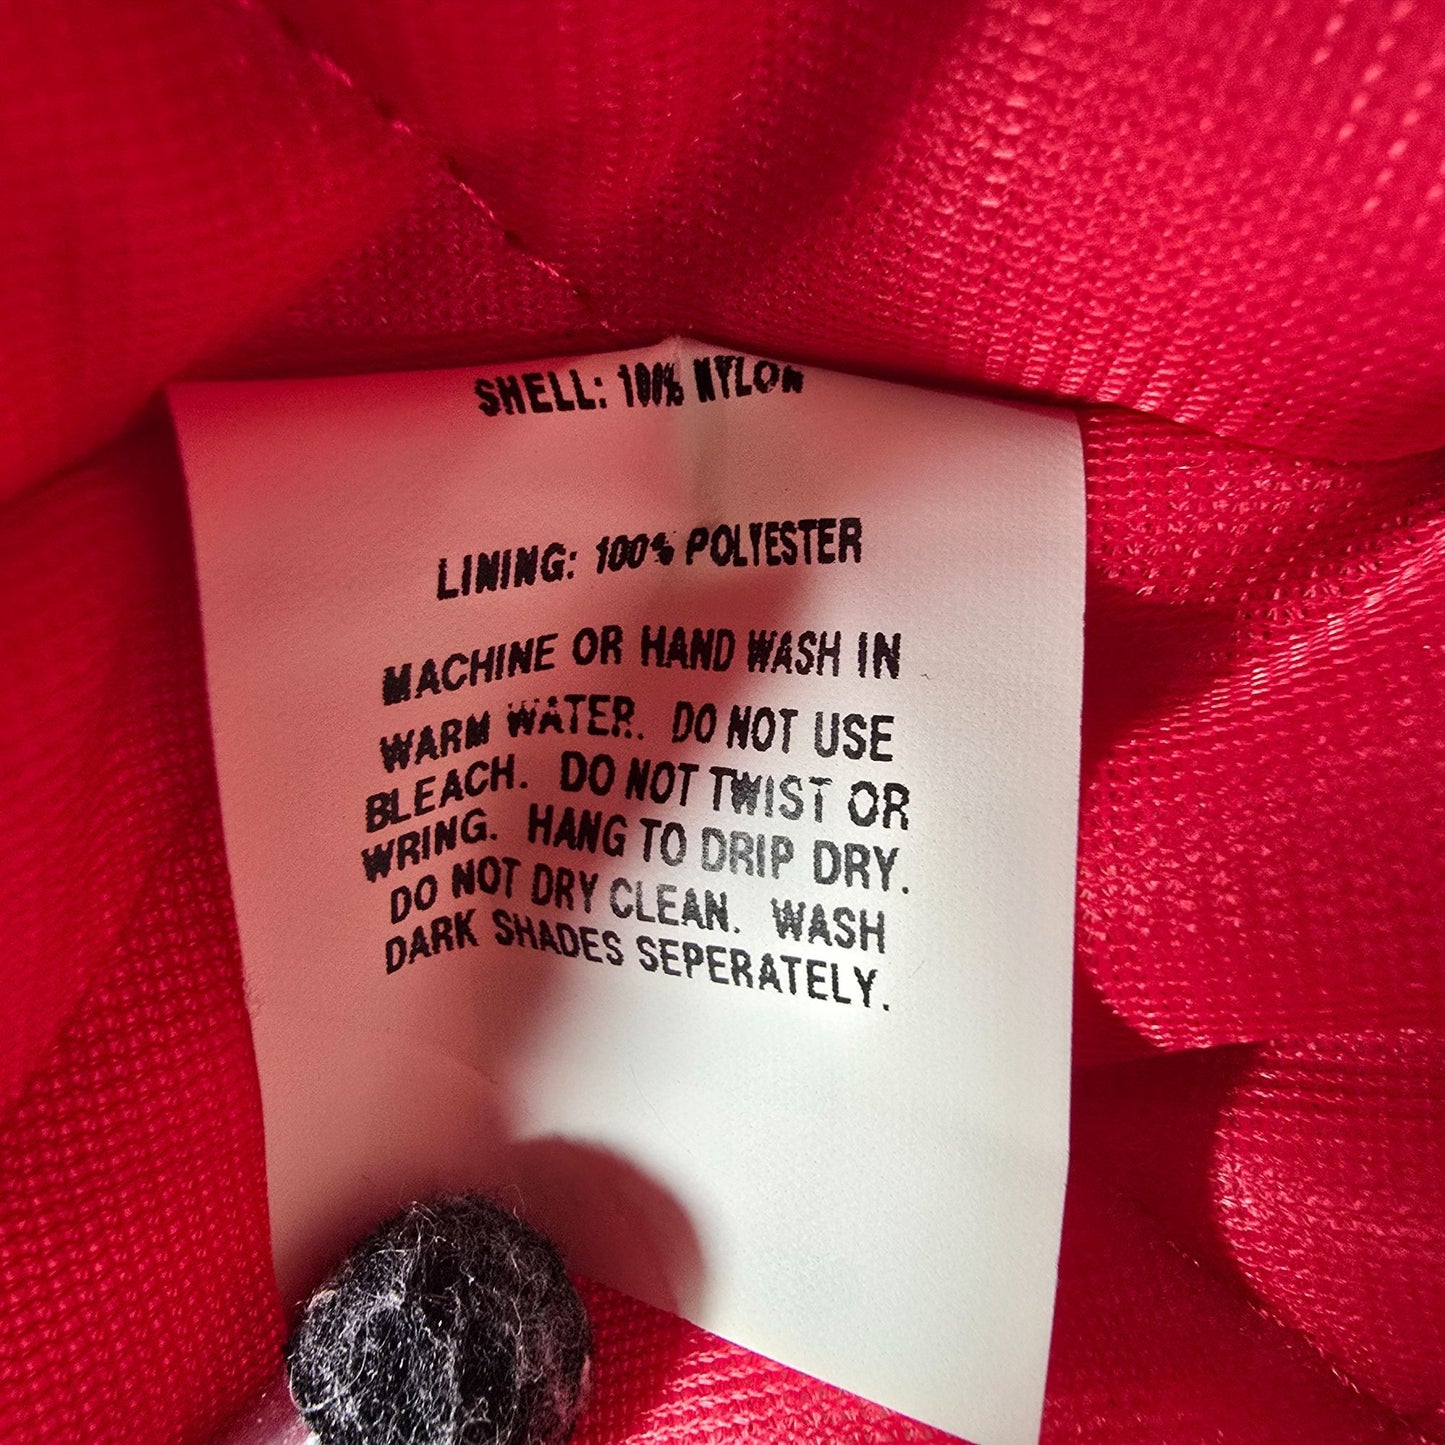 SHELL: 100% NYLON
LINING: 100% POLYESTER
MACHINE OR HAND WASH IN
WARM WATER. DO NOT USE
BLEACH. DO NOT TWIST OR
WRING. HANG TO DRIP DRY.
DO NOT DRY CLEAN. WASH
DARK SHADES SEPERATELY.